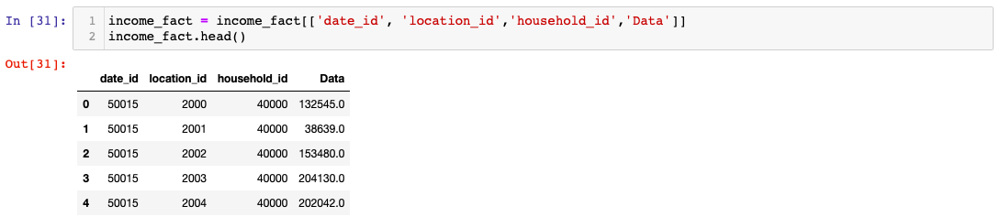 In [31]: 1 income_fact = income_fact[['date_id', 'location_id','household_id','Data']]
2 income_fact.head()
Out[31]:
date_id location_id household_id Data
0 50015 2000 40000 132545.0
1 50015 2001 40000 38639.0
2 50015 2002 40000 153480.0
3 50015 2003 40000 204130.0
4 50015 2004 40000 202042.0